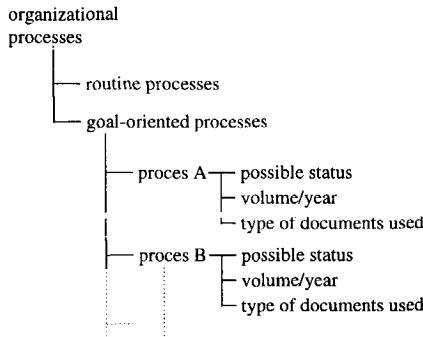 organizational
processes
routine processes
goal-oriented processes
proces A
possible status
volume/year
type of documents used
proces B
possible status
volume/year
type of documents used